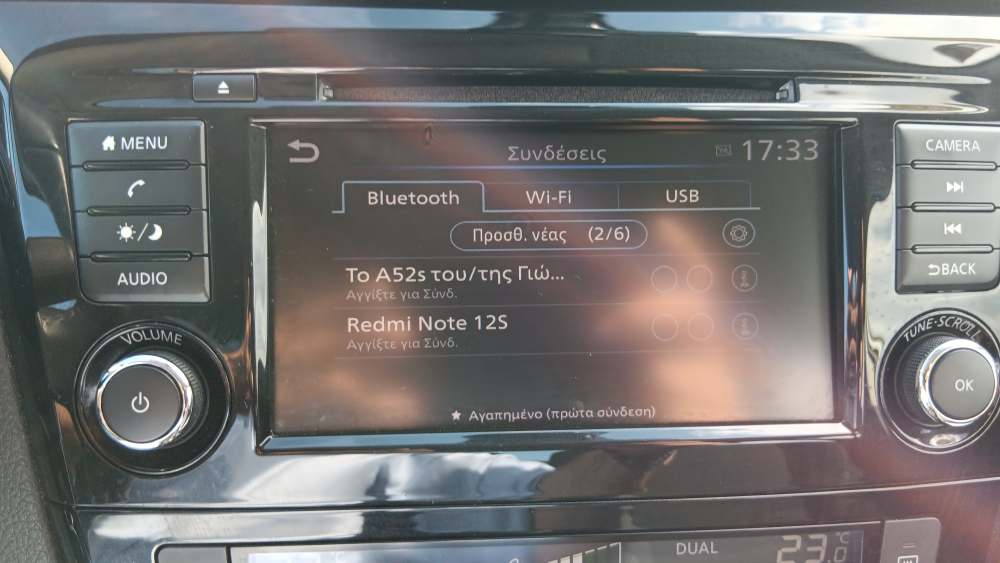 MENU
AUDIO
VOLUME
Συνδέσεις
17:33
Bluetooth
Wi-Fi
USB
Προσθ. νέας (2/6)
Το A52s του/της Γιώ...
Αγγίξτε για Σύνδ.
Redmi Note 12S
Αγγίξτε για Σύνδ.
★ Αγαπημένο (πρώτα σύνδεση)
CAMERA
BACK
TUNE·SCROLL
OK
DUAL
23.0°C